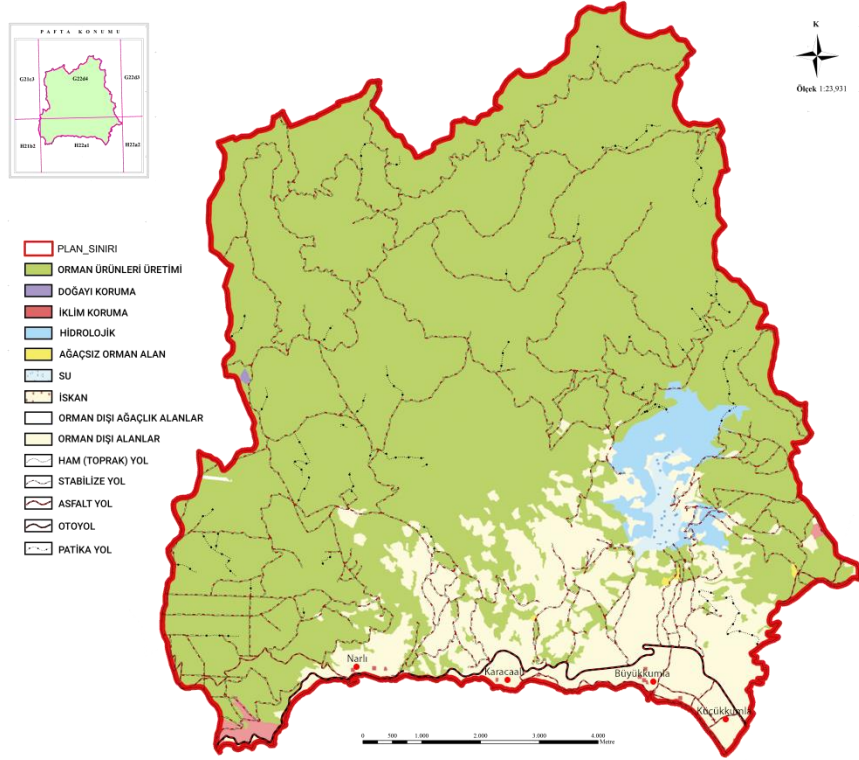 PAFTA KONUMU
G21c3
G22d4
G22d3
H21b2
H22a1
H22a2
K
Ölçek 1:23,931
PLAN_SINIRI
ORMAN ÜRÜNLERİ ÜRETİMİ
DOĞAYI KORUMA
İKLİM KORUMA
HİDROLOJİK
AĞAÇSIZ ORMAN ALAN
SU
İSKAN
ORMAN DIŞI AĞAÇLIK ALANLAR
ORMAN DIŞI ALANLAR
HAM (TOPRAK) YOL
STABİLİZE YOL
ASFALT YOL
OTOYOL
PATİKA YOL
Narlı
Karacaali
Büyükkumla
Küçükkumla
0 500 1.000 2.000 3.000 4.000
Metre